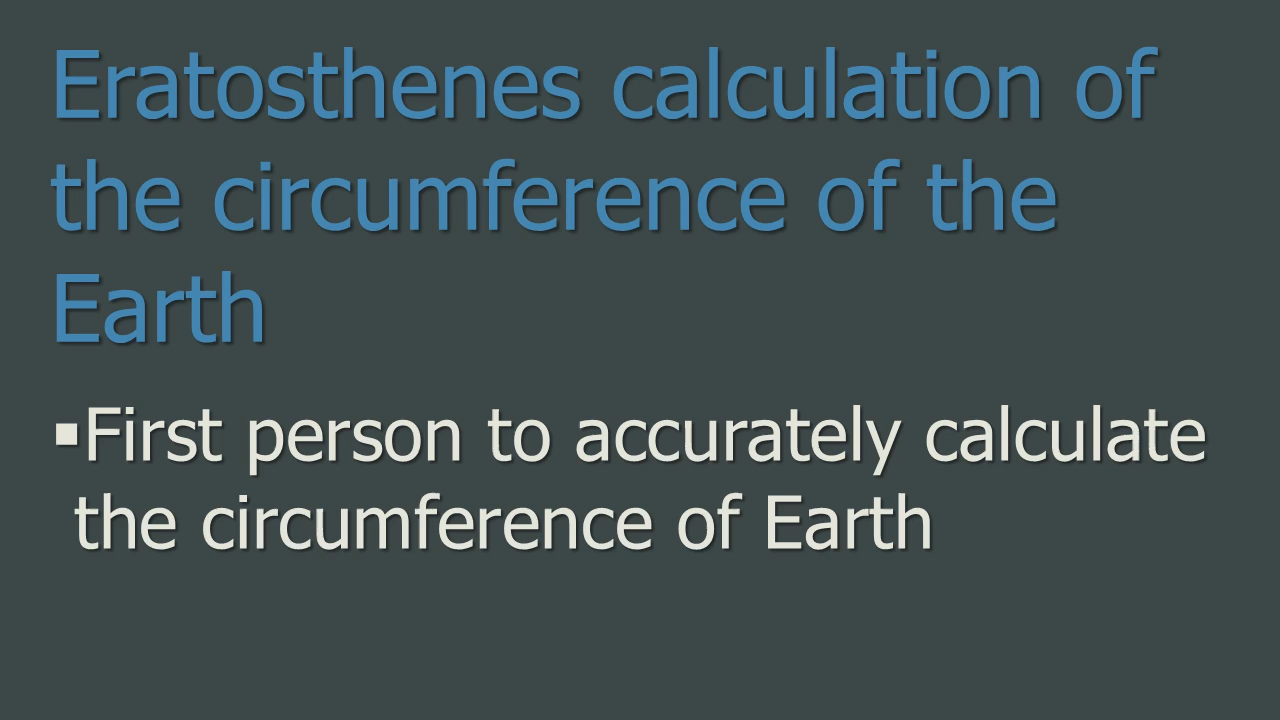 Eratosthenes calculation of
the circumference of the
Earth
▪First person to accurately calculate
the circumference of Earth